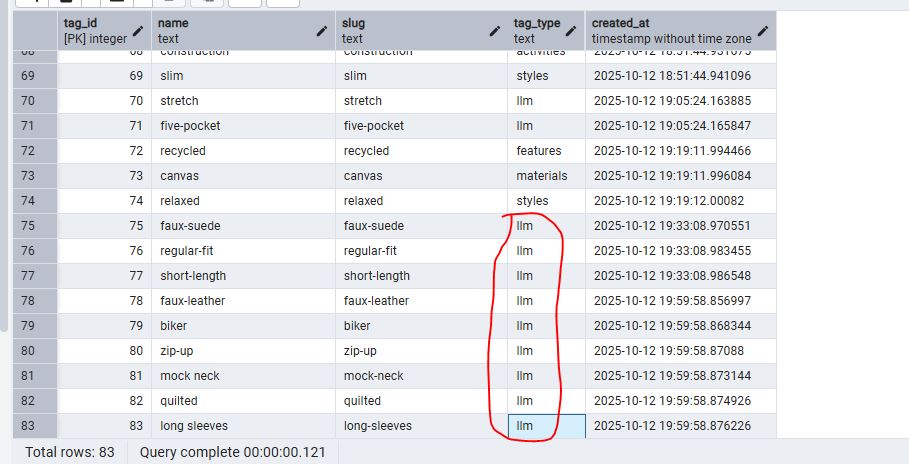 tag_id name slug tag_type created_at
[PK] integer text text text timestamp without time zone
68 68 construction construction activities 2025-10-12 18:51:44.931675
69 69 slim slim styles 2025-10-12 18:51:44.941096
70 70 stretch stretch llm 2025-10-12 19:05:24.163885
71 71 five-pocket five-pocket llm 2025-10-12 19:05:24.165847
72 72 recycled recycled features 2025-10-12 19:19:11.994466
73 73 canvas canvas materials 2025-10-12 19:19:11.996084
74 74 relaxed relaxed styles 2025-10-12 19:19:12.00082
75 75 faux-suede faux-suede llm 2025-10-12 19:33:08.970551
76 76 regular-fit regular-fit llm 2025-10-12 19:33:08.983455
77 77 short-length short-length llm 2025-10-12 19:33:08.986548
78 78 faux-leather faux-leather llm 2025-10-12 19:59:58.856997
79 79 biker biker llm 2025-10-12 19:59:58.868344
80 80 zip-up zip-up llm 2025-10-12 19:59:58.87088
81 81 mock neck mock-neck llm 2025-10-12 19:59:58.873144
82 82 quilted quilted llm 2025-10-12 19:59:58.874926
83 83 long sleeves long-sleeves llm 2025-10-12 19:59:58.876226
Total rows: 83 Query complete 00:00:00.121